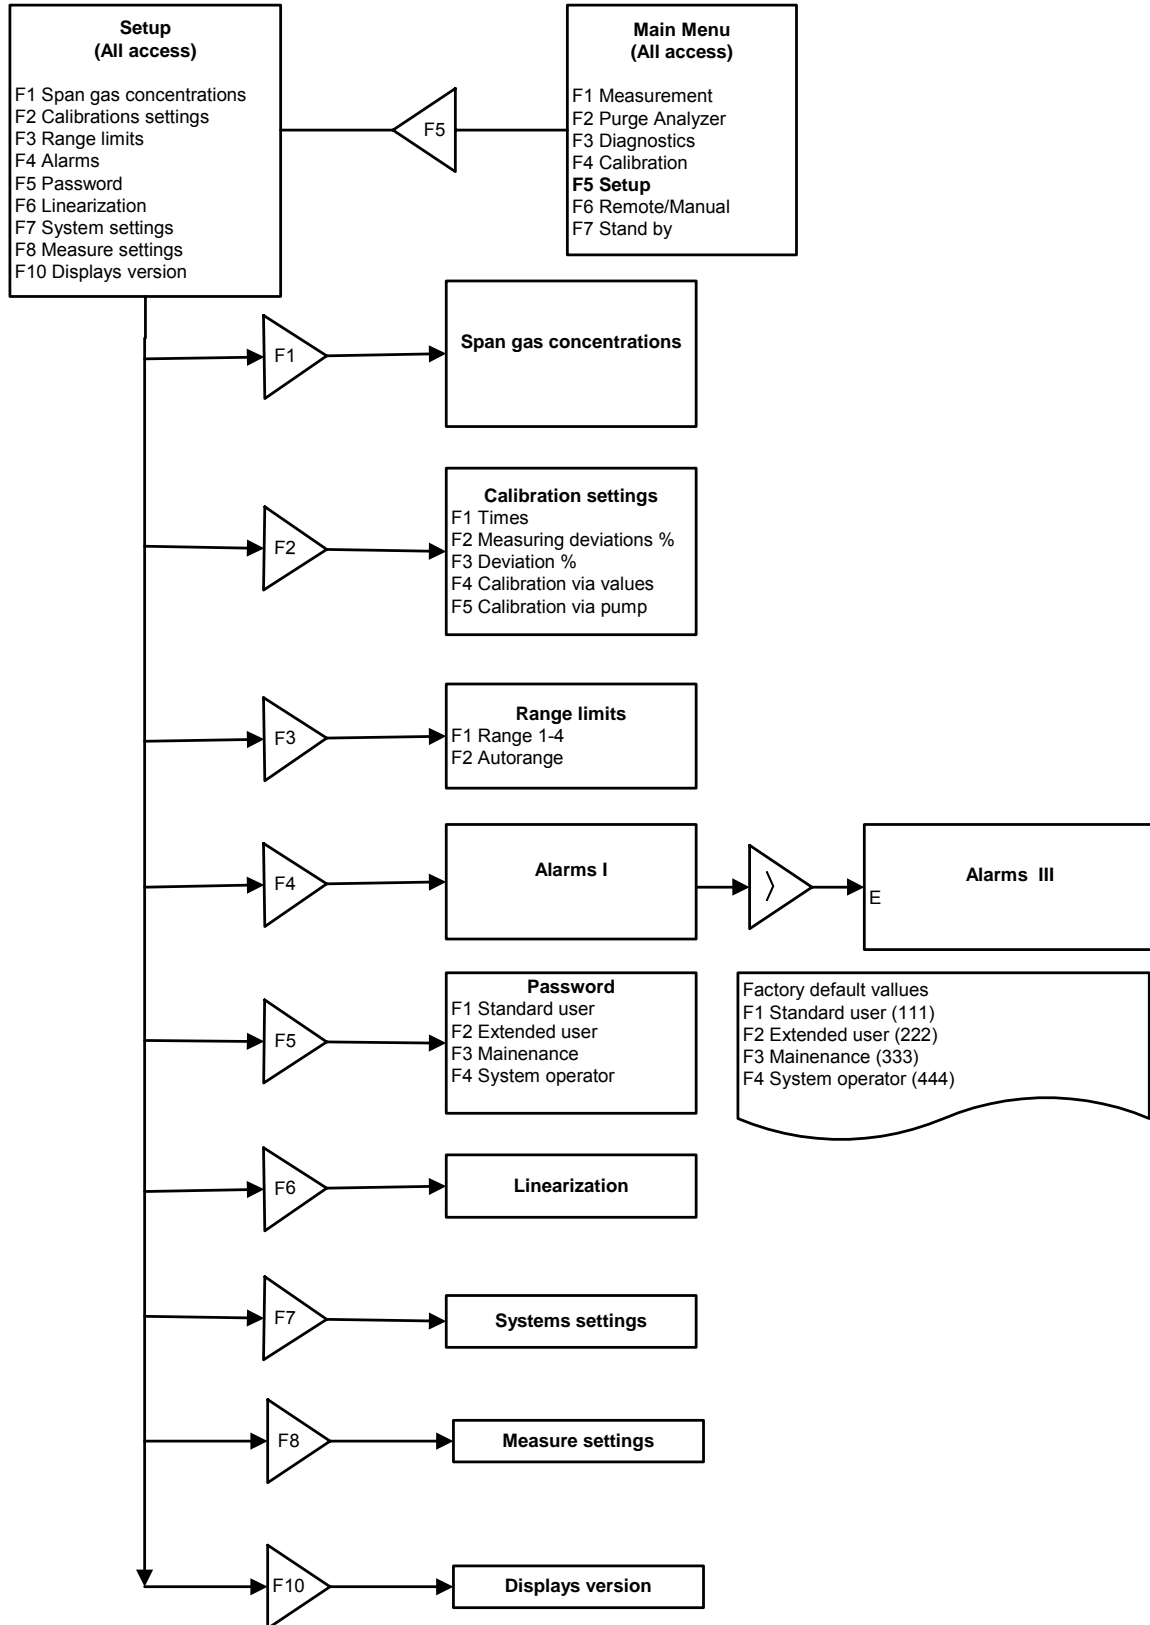 Setup
(All access)
F1 Span gas concentrations
F2 Calibrations settings
F3 Range limits
F4 Alarms
F5 Password
F6 Linearization
F7 System settings
F8 Measure settings
F10 Displays version
F5
Main Menu
(All access)
F1 Measurement
F2 Purge Analyzer
F3 Diagnostics
F4 Calibration
F5 Setup
F6 Remote/Manual
F7 Stand by
F1
Span gas concentrations
F2
Calibration settings
F1 Times
F2 Measuring deviations %
F3 Deviation %
F4 Calibration via values
F5 Calibration via pump
F3
Range limits
F1 Range 1-4
F2 Autorange
F4
Alarms I
〉
Alarms III
E
F5
Password
F1 Standard user
F2 Extended user
F3 Mainenance
F4 System operator
Factory default vallues
F1 Standard user (111)
F2 Extended user (222)
F3 Mainenance (333)
F4 System operator (444)
F6
Linearization
F7
Systems settings
F8
Measure settings
F10
Displays version